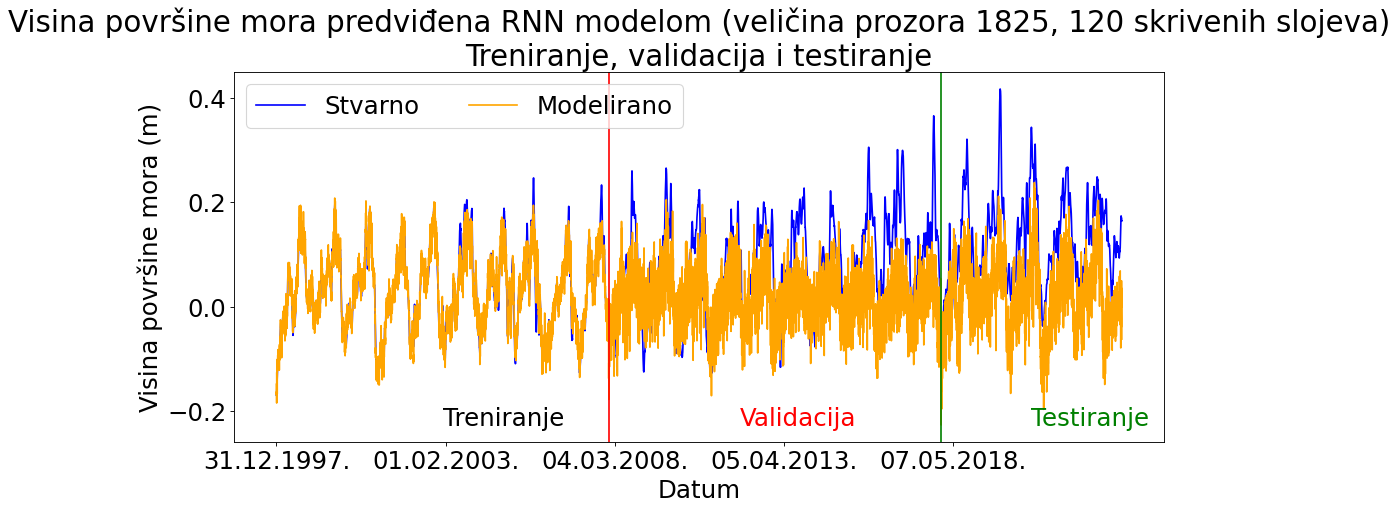 Visina površine mora predviđena RNN modelom (veličina prozora 1825, 120 skrivenih slojeva)
Treniranje, validacija i testiranje
Stvarno
Modelirano
Visina površine mora (m)
0.4
0.2
0.0
−0.2
Treniranje
Validacija
Testiranje
31.12.1997.
01.02.2003.
04.03.2008.
05.04.2013.
07.05.2018.
Datum